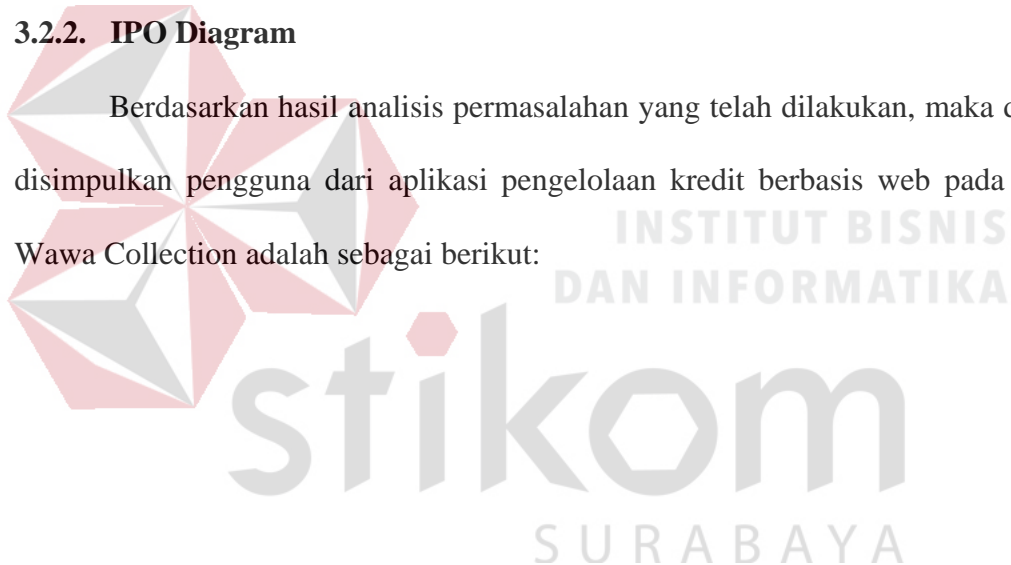 3.2.2. IPO Diagram
Berdasarkan hasil analisis permasalahan yang telah dilakukan, maka
disimpulkan pengguna dari aplikasi pengelolaan kredit berbasis web pada
Wawa Collection adalah sebagai berikut:
INSTITUT BISNIS
DAN INFORMATIKA
stikom
SURABAYA